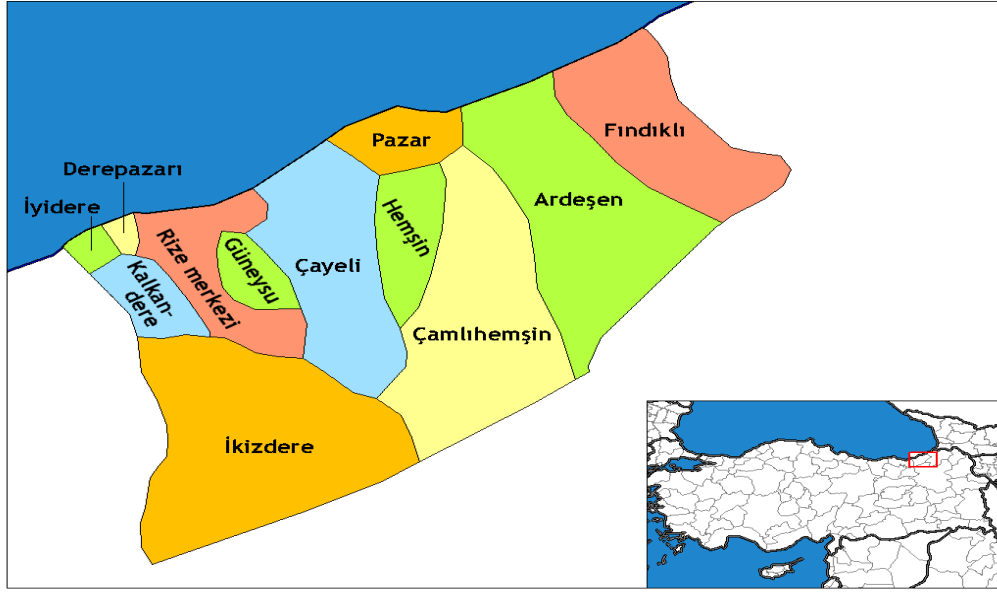 Fındıklı
Pazar
Derepazarı
Ardeşen
İyidere
Hemşin
Rize merkezi
Güneysu
Çayeli
Kalkan-
dere
Çamlıhemşin
İkizdere